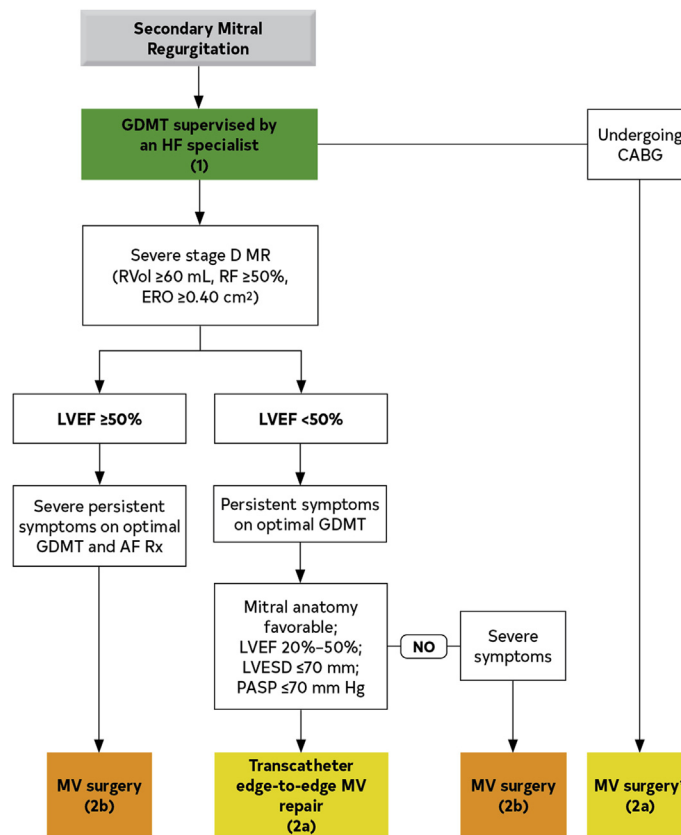 Secondary Mitral
Regurgitation
GDMT supervised by
an HF specialist
(1)
Undergoing
CABG
Severe stage D MR
(RVol ≥60 mL, RF ≥50%,
ERO ≥0.40 cm²)
LVEF ≥50%
LVEF <50%
Severe persistent
symptoms on optimal
GDMT and AF Rx
Persistent symptoms
on optimal GDMT
Mitral anatomy
favorable;
LVEF 20%–50%;
LVESD ≤70 mm;
PASP ≤70 mm Hg
NO
Severe
symptoms
MV surgery
(2b)
Transcatheter
edge-to-edge MV
repair
(2a)
MV surgery
(2b)
MV surgery*
(2a)